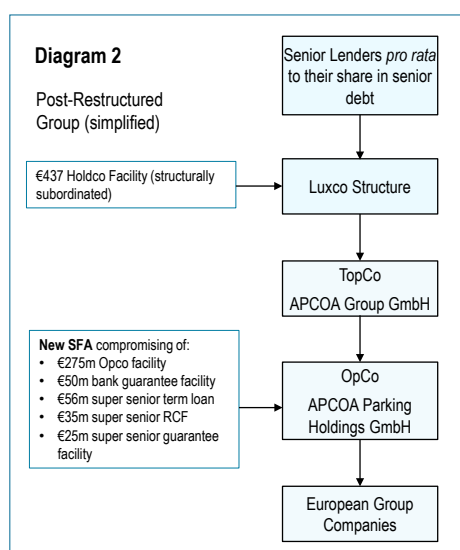 Diagram 2
Post-Restructured
Group (simplified)
Senior Lenders pro rata
to their share in senior
debt
€437 Holdco Facility (structurally
subordinated)
Luxco Structure
TopCo
APCOA Group GmbH
New SFA compromising of:
• €275m Opco facility
• €50m bank guarantee facility
• €56m super senior term loan
• €35m super senior RCF
• €25m super senior guarantee
facility
OpCo
APCOA Parking
Holdings GmbH
European Group
Companies